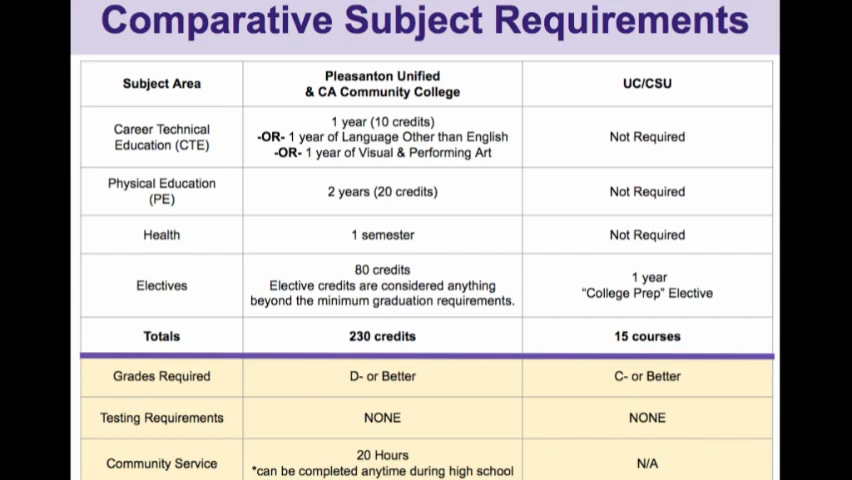 Comparative Subject Requirements
Subject Area
Pleasanton Unified
& CA Community College
UC/CSU
Career Technical
Education (CTE)
1 year (10 credits)
-OR- 1 year of Language Other than English
-OR- 1 year of Visual & Performing Art
Not Required
Physical Education
(PE)
2 years (20 credits)
Not Required
Health
1 semester
Not Required
Electives
80 credits
Elective credits are considered anything
beyond the minimum graduation requirements.
1 year
“College Prep” Elective
Totals
230 credits
15 courses
Grades Required
D- or Better
C- or Better
Testing Requirements
NONE
NONE
Community Service
20 Hours
*can be completed anytime during high school
N/A